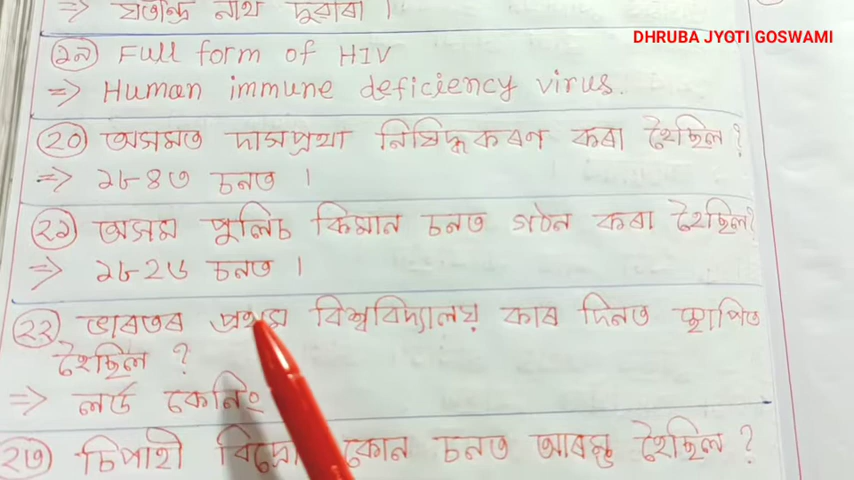 => যতীন্দ্ৰ নাথ দুৱাৰা ।
DHRUBA JYOTI GOSWAMI
১৯ Full form of HIV
=> Human immune deficiency virus.
২০ অসমত দাসপ্ৰথা নিষিদ্ধকৰণ কৰা হৈছিল?
=> ১৮৪৩ চনত ।
২১ অসম পুলিচ কিমান চনত গঠন কৰা হৈছিল?
=> ১৮২৬ চনত ।
২২ ভাৰতৰ প্ৰথম বিশ্ববিদ্যালয় কাৰ দিনত স্থাপিত
হৈছিল ?
=> লৰ্ড কেনিং
২৩ চিপাহী কোন চনত আৰম্ভ হৈছিল ?